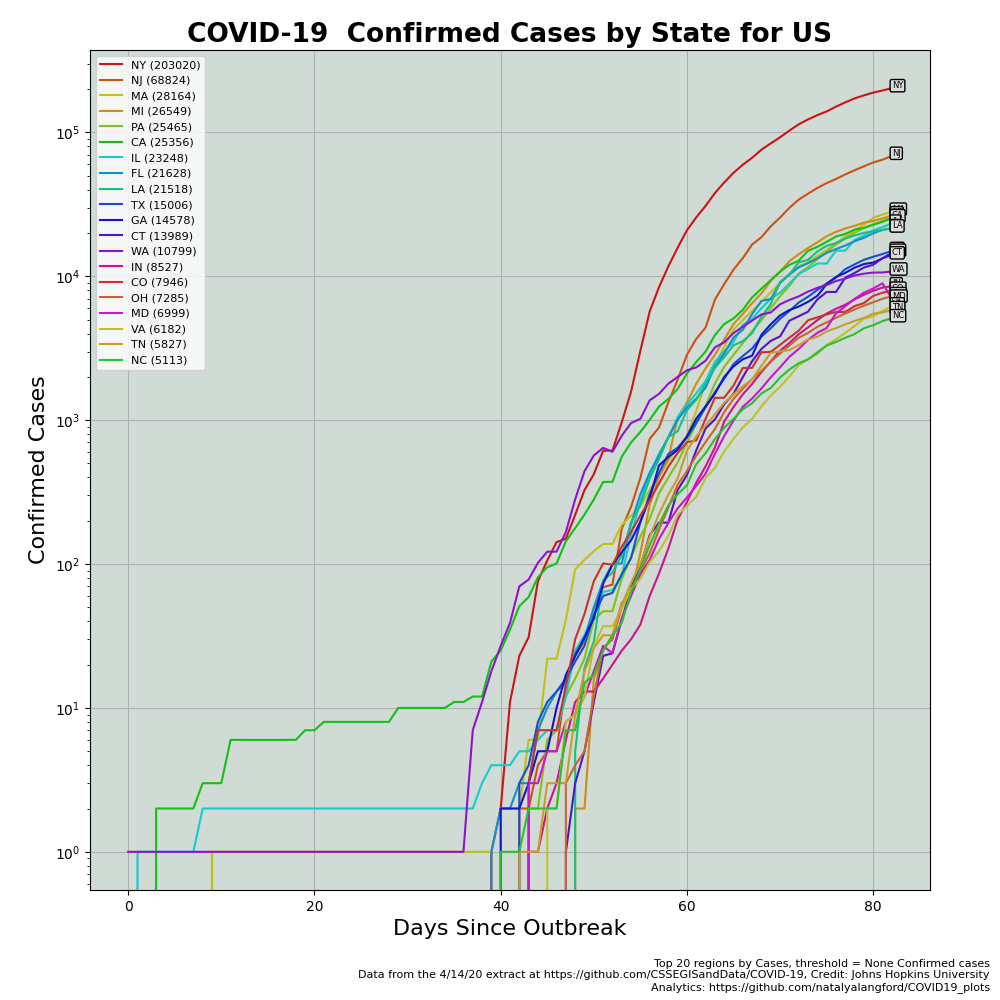 COVID-19 Confirmed Cases by State for US
NY (203020)
NJ (68824)
MA (28164)
MI (26549)
PA (25465)
CA (25356)
IL (23248)
FL (21628)
LA (21518)
TX (15006)
GA (14578)
CT (13989)
WA (10799)
IN (8527)
CO (7946)
OH (7285)
MD (6999)
VA (6182)
TN (5827)
NC (5113)
NY
NJ
LA
CT
WA
MD
TN
NC
10^5
10^4
10^3
10^2
10^1
10^0
Confirmed Cases
0 20 40 60 80
Days Since Outbreak
Top 20 regions by Cases, threshold = None Confirmed cases
Data from the 4/14/20 extract at https://github.com/CSSEGISandData/COVID-19, Credit: Johns Hopkins University
Analytics: https://github.com/natalyalangford/COVID19_plots